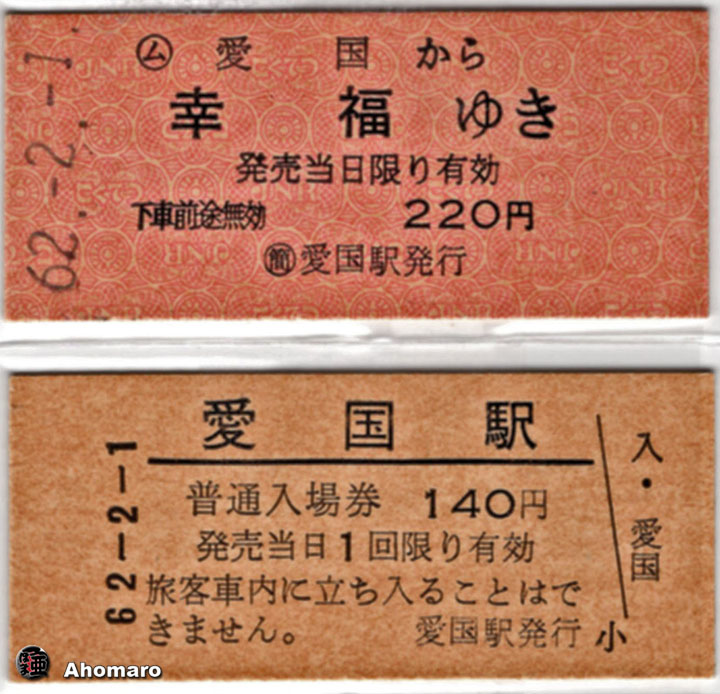 62.-2.-1.
㋰ 愛国から
幸福ゆき
発売当日限り有効
下車前途無効 220円
㊢愛国駅発行
62-2-1
愛国駅
普通入場券 140円
発売当日1回限り有効
旅客車内に立ち入ることはで
きません。 愛国駅発行
入・愛国
小
Ahomaro